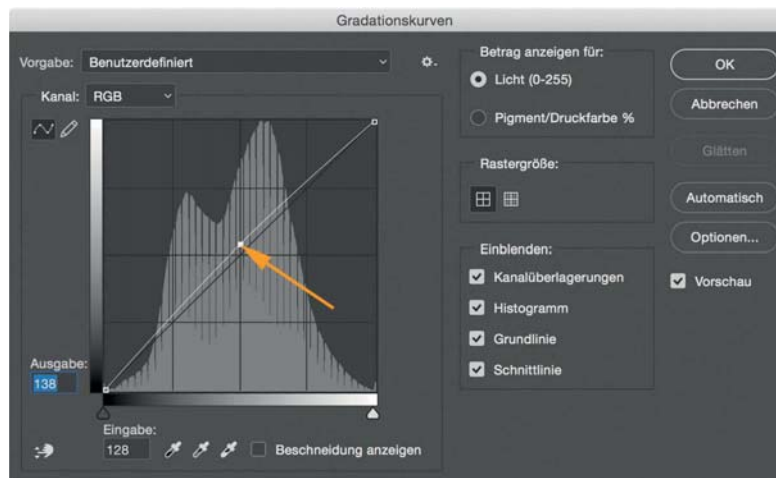 Gradationskurven
Vorgabe: Benutzerdefiniert
Kanal: RGB
Ausgabe:
138
Eingabe:
128
Beschneidung anzeigen
Betrag anzeigen für:
Licht (0-255)
Pigment/Druckfarbe %
Rastergröße:
Einblenden:
Kanalüberlagerungen
Histogramm
Grundlinie
Schnittlinie
OK
Abbrechen
Glätten
Automatisch
Optionen...
Vorschau